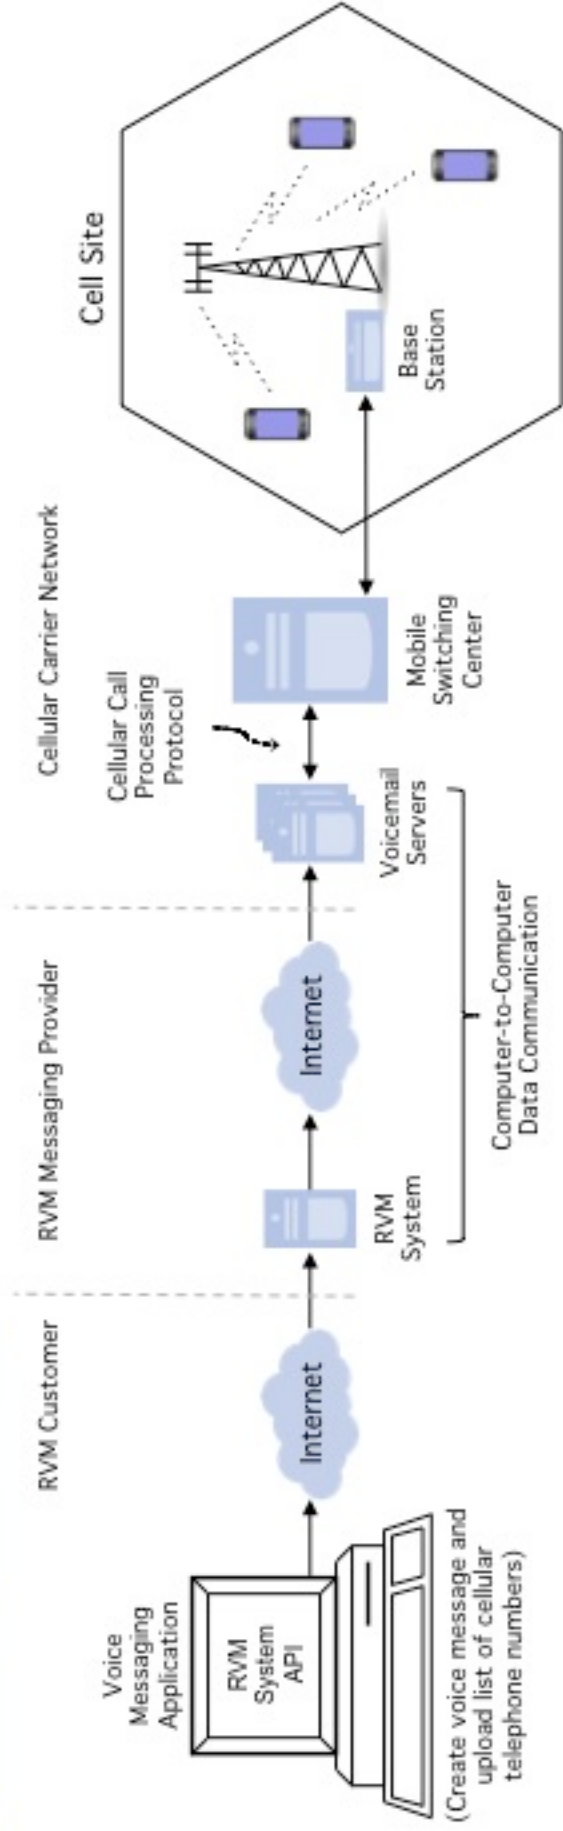 RVM Customer
RVM Messaging Provider
Cellular Carrier Network
Cell Site
Voice
Messaging
Application
RVM
System
API
(Create voice message and
upload list of cellular
telephone numbers)
Internet
RVM
System
Internet
Computer-to-Computer
Data Communication
Voicemail
Servers
Cellular Call
Processing
Protocol
Mobile
Switching
Center
Base
Station